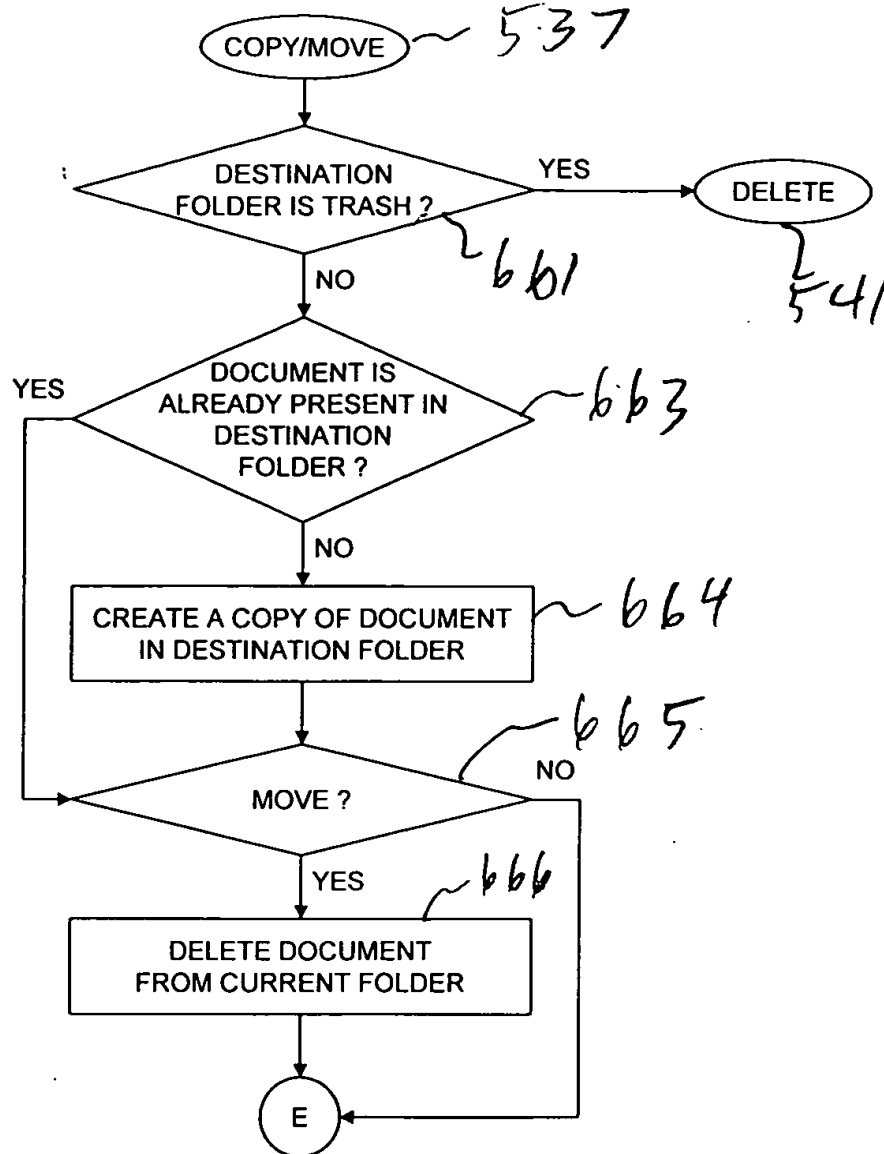 COPY/MOVE
537
DESTINATION
FOLDER IS TRASH ?
YES
DELETE
661
541
NO
YES
DOCUMENT IS
ALREADY PRESENT IN
DESTINATION
FOLDER ?
663
NO
CREATE A COPY OF DOCUMENT
IN DESTINATION FOLDER
664
665
MOVE ?
NO
YES
666
DELETE DOCUMENT
FROM CURRENT FOLDER
E